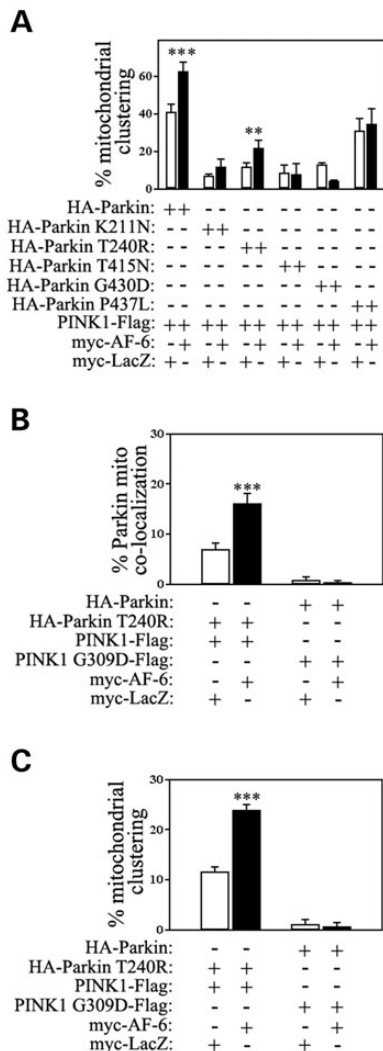 A
% mitochondrial
clustering
60
40
20
0
***
**
HA-Parkin: ++ -- -- -- -- --
HA-Parkin K211N: -- ++ -- -- -- --
HA-Parkin T240R: -- -- ++ -- -- --
HA-Parkin T415N: -- -- -- ++ -- --
HA-Parkin G430D: -- -- -- -- ++ --
HA-Parkin P437L: -- -- -- -- -- ++
PINK1-Flag: ++ ++ ++ ++ ++ ++
myc-AF-6: -+ -+ -+ -+ -+ -+
myc-LacZ: +- +- +- +- +- +-
B
% Parkin mito
co-localization
30
20
10
0
***
HA-Parkin: - - + +
HA-Parkin T240R: + + - -
PINK1-Flag: + + - -
PINK1 G309D-Flag: - - + +
myc-AF-6: - + - +
myc-LacZ: + - + -
C
% mitochondrial
clustering
30
20
10
0
***
HA-Parkin: - - + +
HA-Parkin T240R: + + - -
PINK1-Flag: + + - -
PINK1 G309D-Flag: - - + +
myc-AF-6: - + - +
myc-LacZ: + - + -